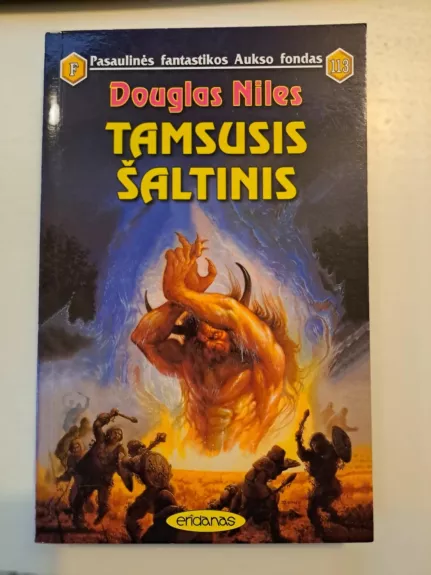 F Pasaulinės fantastikos Aukso fondas 113
Douglas Niles
TAMSUSIS
ŠALTINIS
eridanas